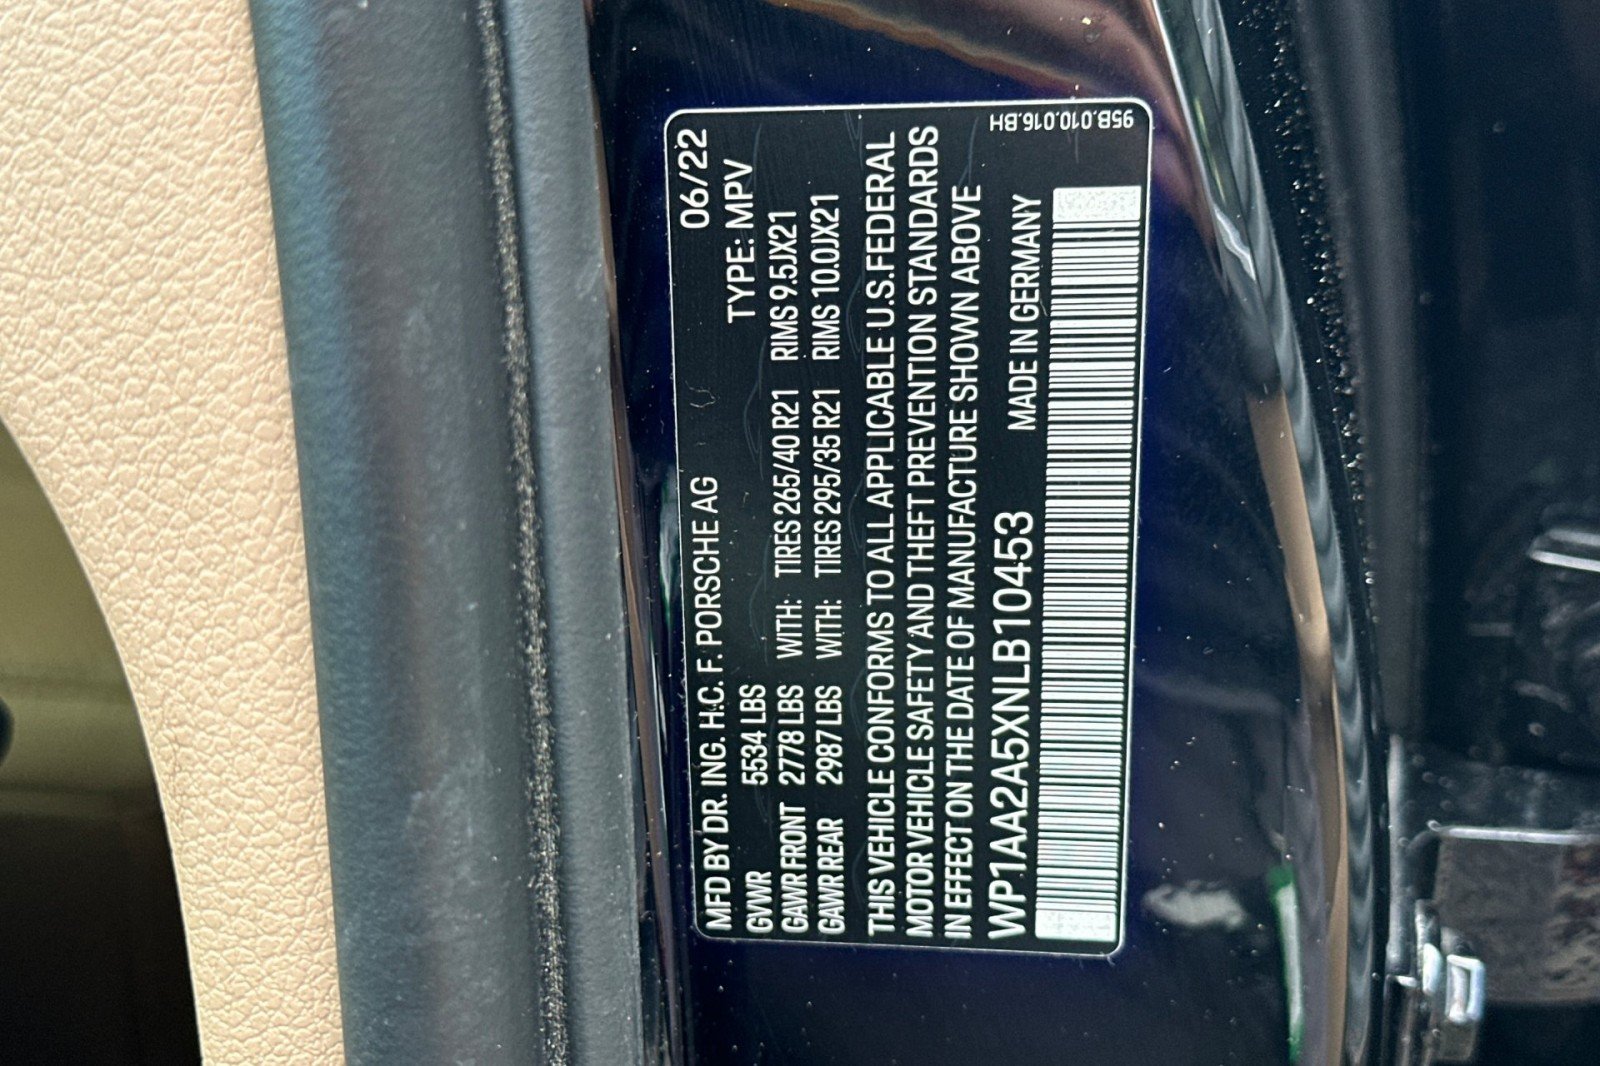 06/22
MFD BY DR. ING. H.C. F. PORSCHE AG
GVWR 5534 LBS TYPE: MPV
GAWR FRONT 2778 LBS WITH: TIRES 265/40 R21 RIMS 9.5JX21
GAWR REAR 2987 LBS WITH: TIRES 295/35 R21 RIMS 10.0JX21
THIS VEHICLE CONFORMS TO ALL APPLICABLE U.S.FEDERAL
MOTOR VEHICLE SAFETY AND THEFT PREVENTION STANDARDS
IN EFFECT ON THE DATE OF MANUFACTURE SHOWN ABOVE
WP1AA2A5XNLB10453 MADE IN GERMANY
95B.010.016.BH